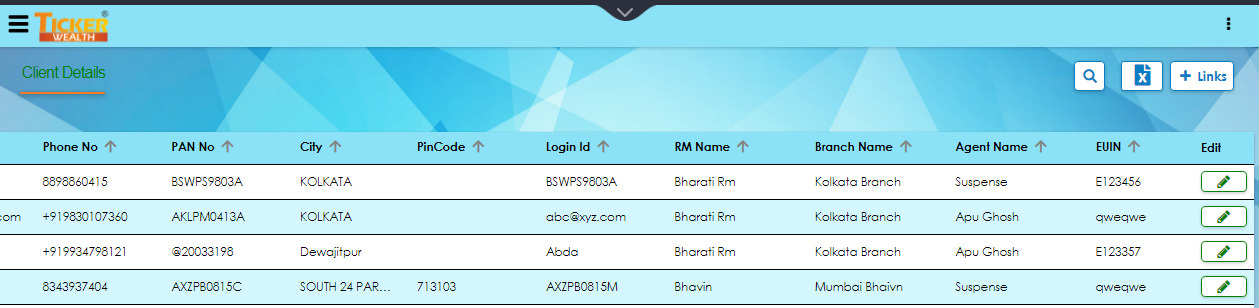 TICKER®
WEALTH
Client Details
+ Links
Phone No PAN No City PinCode Login Id RM Name Branch Name Agent Name EUIN Edit
8898860415 BSWPS9803A KOLKATA BSWPS9803A Bharati Rm Kolkata Branch Suspense E123456
com +919830107360 AKLPM0413A KOLKATA abc@xyz.com Bharati Rm Kolkata Branch Apu Ghosh qweqwe
+919934798121 @20033198 Dewajitpur Abda Bharati Rm Kolkata Branch Apu Ghosh E123357
8343937404 AXZPB0815C SOUTH 24 PAR... 713103 AXZPB0815M Bhavin Mumbai Bhaivn Suspense qweqwe